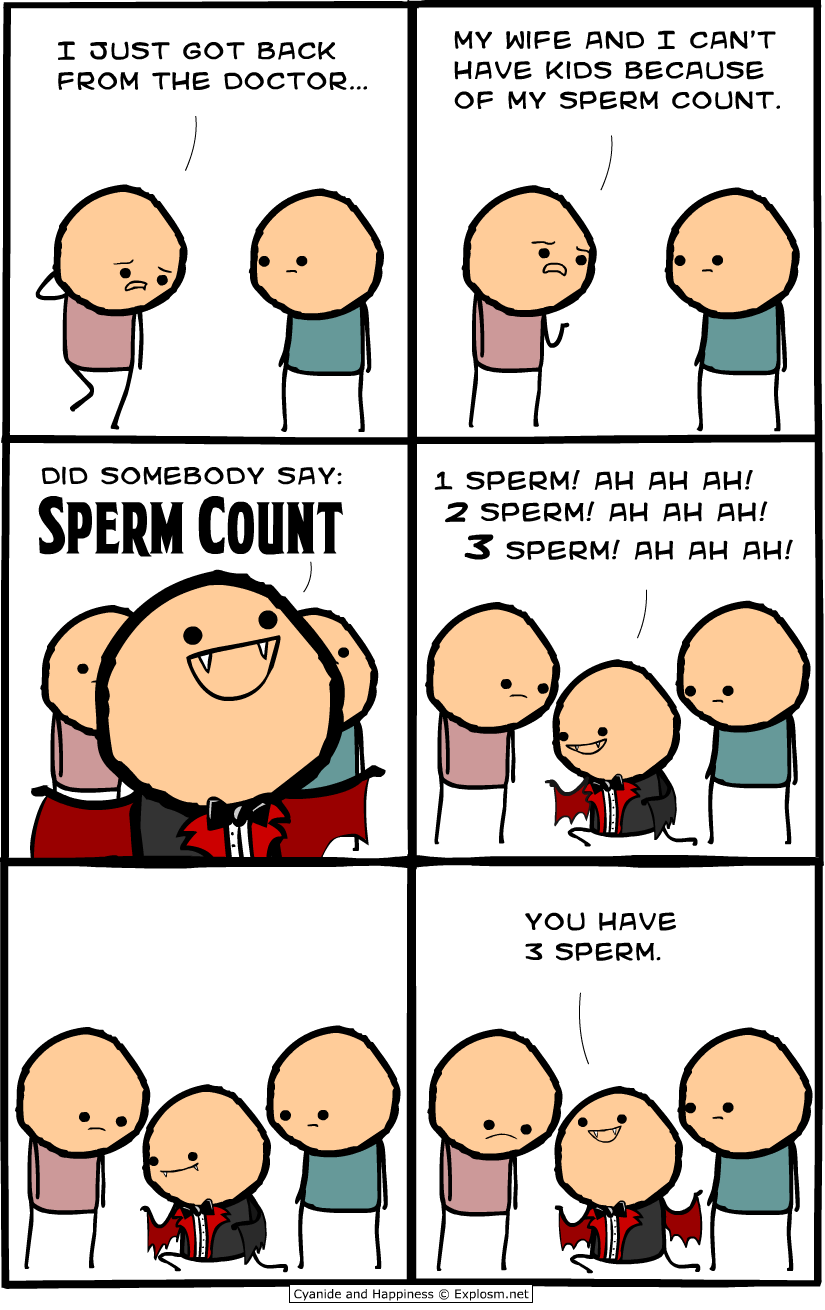 I JUST GOT BACK
FROM THE DOCTOR...
MY WIFE AND I CAN'T
HAVE KIDS BECAUSE
OF MY SPERM COUNT.
DID SOMEBODY SAY:
SPERM COUNT
1 SPERM! AH AH AH!
2 SPERM! AH AH AH!
3 SPERM! AH AH AH!
YOU HAVE
3 SPERM.
Cyanide and Happiness © Explosm.net